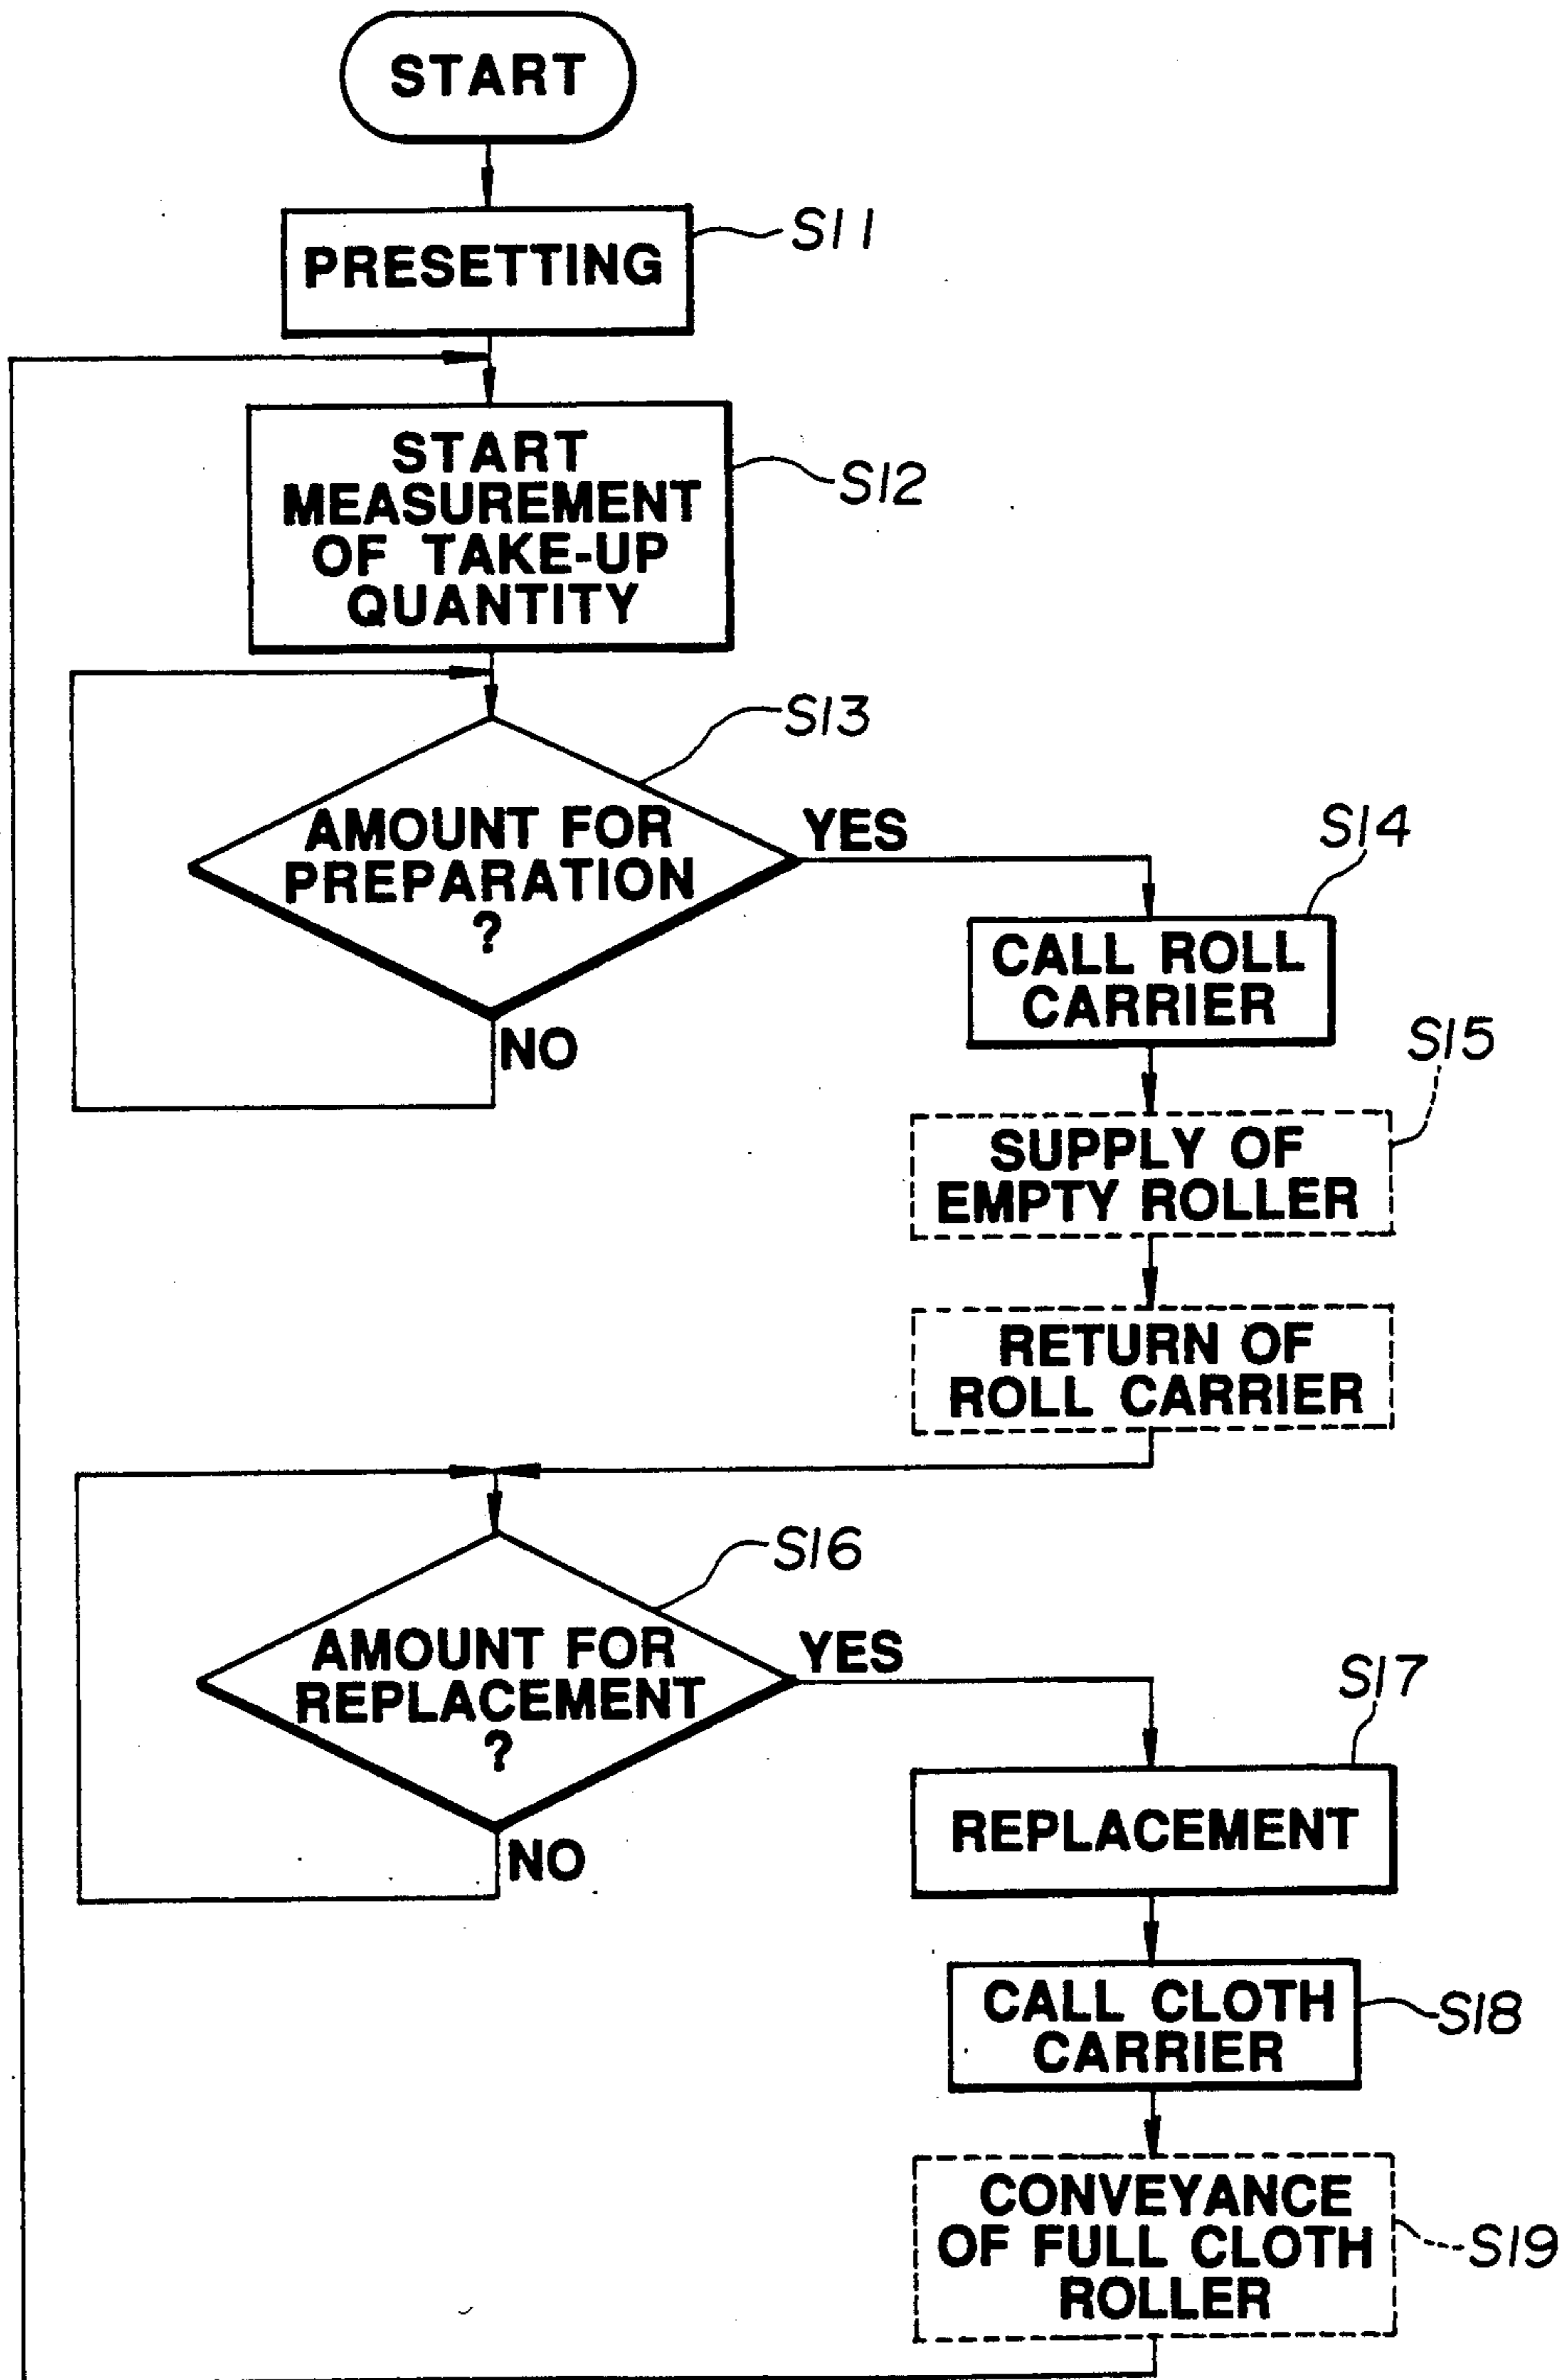 START
PRESETTING
S11
START
MEASUREMENT
OF TAKE-UP
QUANTITY
S12
S13
AMOUNT FOR
PREPARATION
?
YES
NO
S14
CALL ROLL
CARRIER
S15
SUPPLY OF
EMPTY ROLLER
RETURN OF
ROLL CARRIER
S16
AMOUNT FOR
REPLACEMENT
?
YES
NO
S17
REPLACEMENT
CALL CLOTH
CARRIER
S18
CONVEYANCE
OF FULL CLOTH
ROLLER
S19